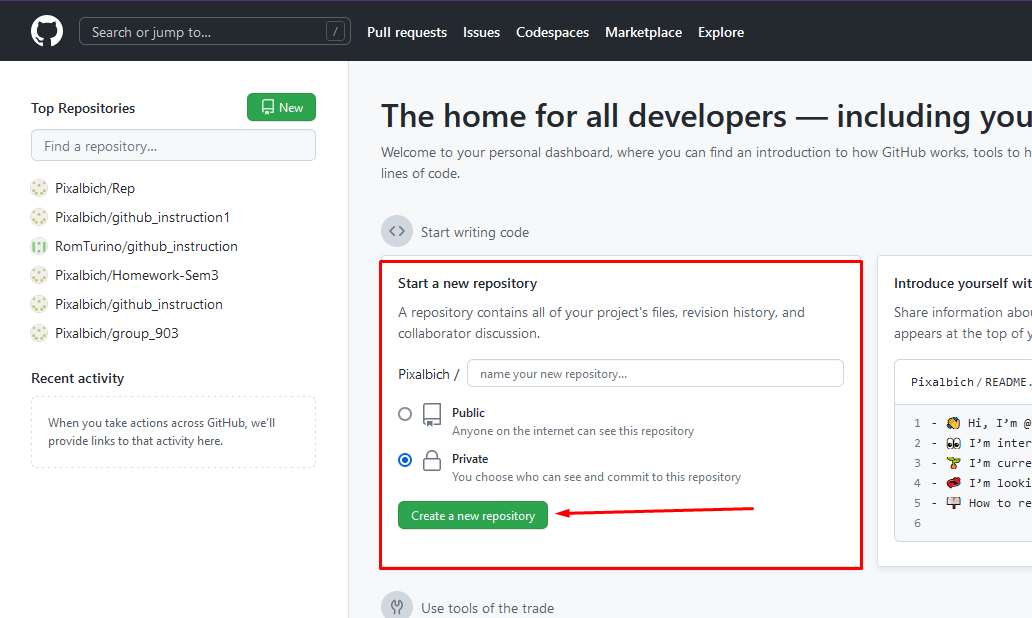 Search or jump to... /
Pull requests Issues Codespaces Marketplace Explore
Top Repositories
New
Find a repository...
Pixalbich/Rep
Pixalbich/github_instruction1
RomTurino/github_instruction
Pixalbich/Homework-Sem3
Pixalbich/github_instruction
Pixalbich/group_903
Recent activity
When you take actions across GitHub, we'll
provide links to that activity here.
The home for all developers — including you
Welcome to your personal dashboard, where you can find an introduction to how GitHub works, tools to h
lines of code.
Start writing code
Start a new repository
A repository contains all of your project's files, revision history, and
collaborator discussion.
Pixalbich / name your new repository...
Public
Anyone on the internet can see this repository
Private
You choose who can see and commit to this repository
Create a new repository
Introduce yourself wit
Share information abou
appears at the top of y
Pixalbich / README.
1 - 👋 Hi, I'm @
2 - 👀 I'm inter
3 - 🌱 I'm curre
4 - 💞️ I'm looki
5 - 📫 How to re
6
Use tools of the trade